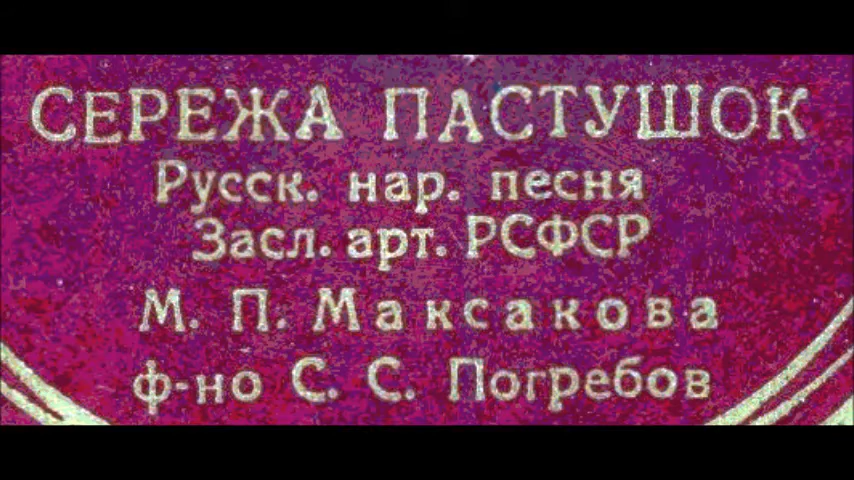 СЕРЕЖА ПАСТУШОК
Русск. нар. песня
Засл. арт. РСФСР
М. П. Максакова
ф-но С. С. Погребов